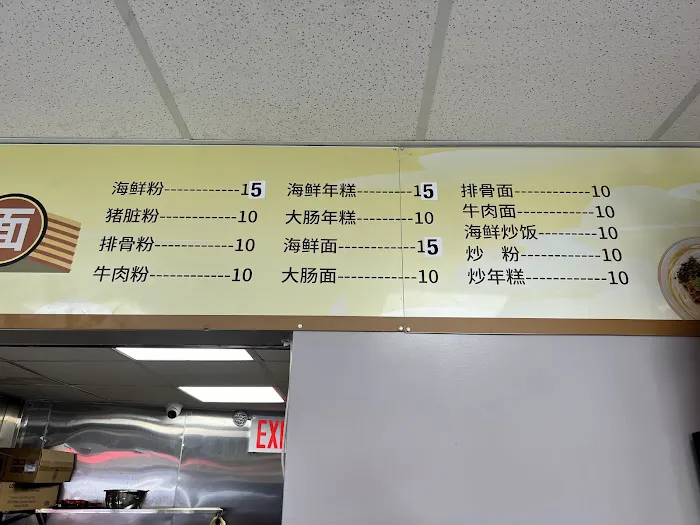 面
海鲜粉------------15
猪脏粉------------10
排骨粉------------10
牛肉粉------------10
海鲜年糕---------15
大肠年糕---------10
海鲜面------------15
大肠面------------10
排骨面------------10
牛肉面------------10
海鲜炒饭---------10
炒 粉------------10
炒年糕------------10
EXI